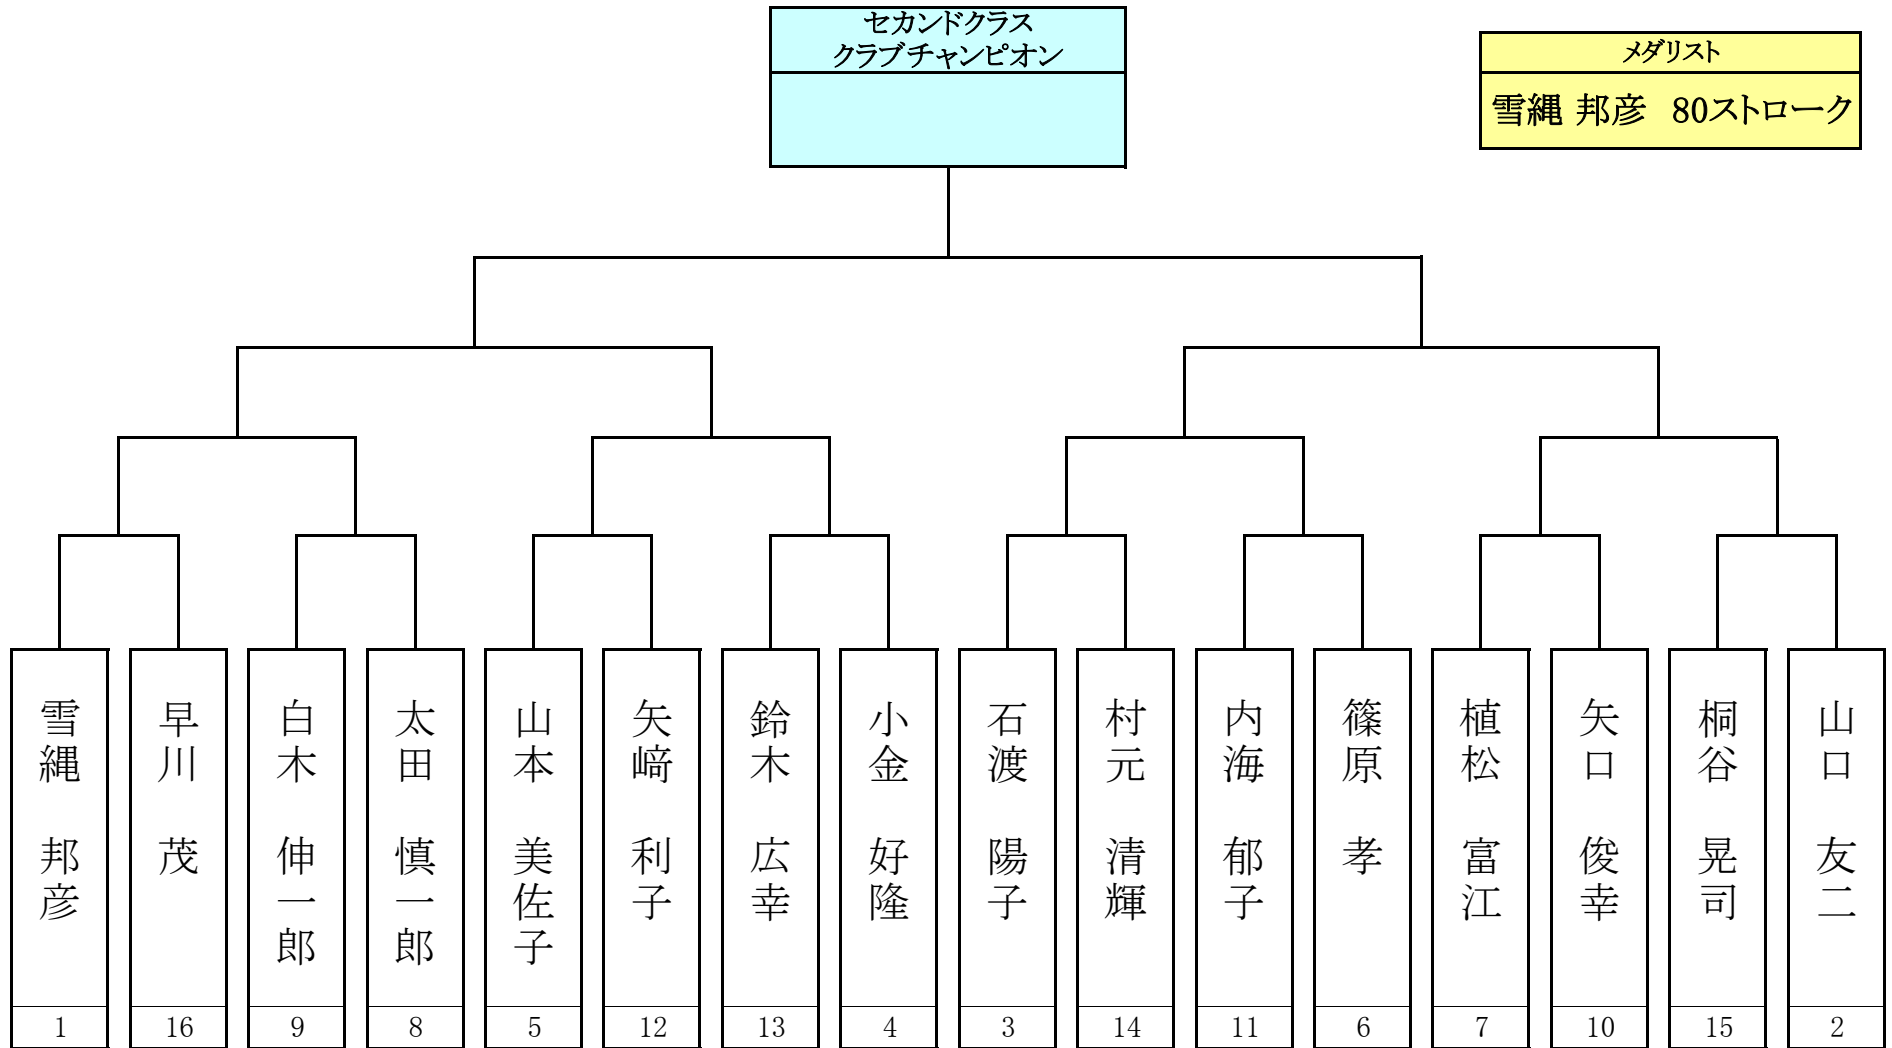 セカンドクラス
クラブチャンピオン
メダリスト
雪縄 邦彦 80ストローク
雪縄 邦彦
早川 茂
白木 伸一郎
太田 慎一郎
山本 美佐子
矢﨑 利子
鈴木 広幸
小金 好隆
石渡 陽子
村元 清輝
内海 郁子
篠原 孝
植松 富江
矢口 俊幸
桐谷 晃司
山口 友二
1 16 9 8 5 12 13 4 3 14 11 6 7 10 15 2